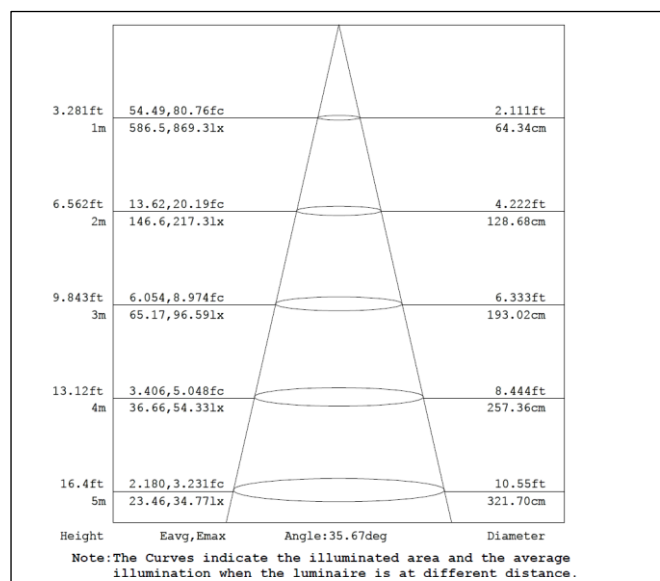 3.281ft 54.49,80.76fc 2.111ft
1m 586.5,869.3lx 64.34cm
6.562ft 13.62,20.19fc 4.222ft
2m 146.6,217.3lx 128.68cm
9.843ft 6.054,8.974fc 6.333ft
3m 65.17,96.59lx 193.02cm
13.12ft 3.406,5.048fc 8.444ft
4m 36.66,54.33lx 257.36cm
16.4ft 2.180,3.231fc 10.55ft
5m 23.46,34.77lx 321.70cm
Height Eavg,Emax Angle:35.67deg Diameter
Note:The Curves indicate the illuminated area and the average
illumination when the luminaire is at different distance.